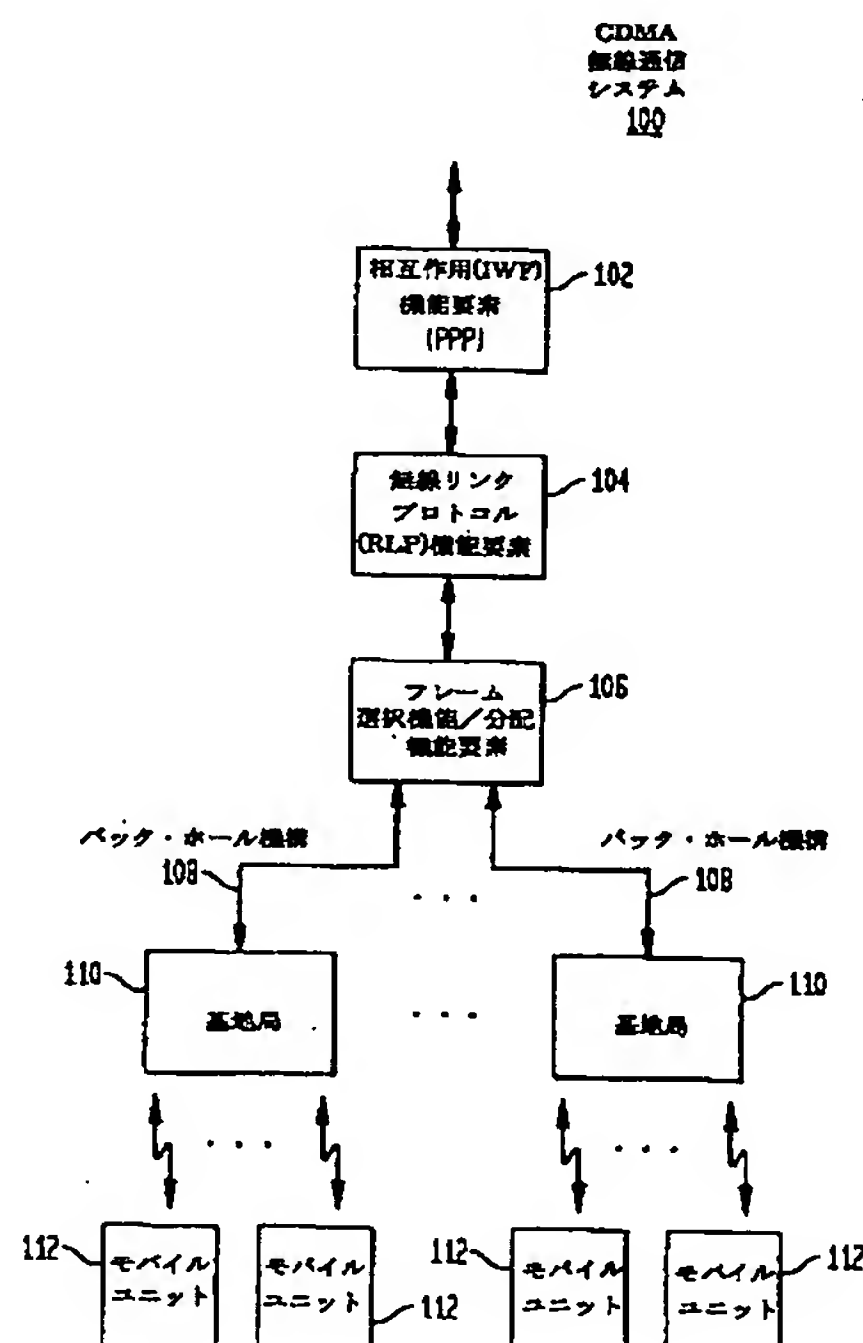 CDMA
無線通信
システム
100
相互作用(IWF)
機能要素
(PPP)
102
無線リンク
プロトコル
(RLP)機能要素
104
フレーム
選択機能/分配
機能要素
106
バック・ホール機構
108
バック・ホール機構
108
110
基地局
110
基地局
112
モバイル
ユニット
モバイル
ユニット
112
112
モバイル
ユニット
モバイル
ユニット
112